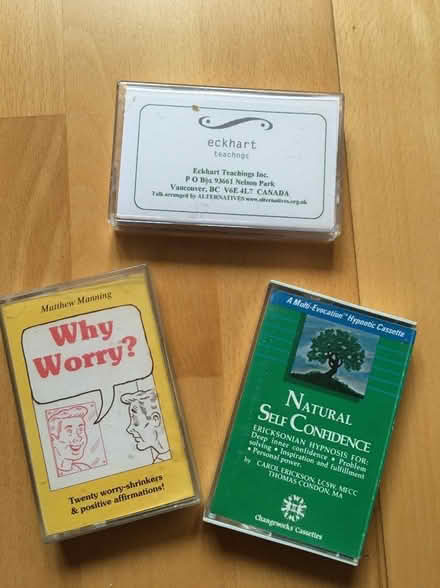 eckhart
teachings
Eckhart Teachings Inc.
P O Box 93661 Nelson Park
Vancouver, BC V6E 4L7 CANADA
Talk arranged by ALTERNATIVES www.alternatives.org.uk
Matthew Manning
Why
Worry?
Twenty worry-shrinkers
& positive affirmations!
A Multi-Evocation™ Hypnotic Cassette
NATURAL
SELF CONFIDENCE
ERICKSONIAN HYPNOSIS FOR:
Deep inner confidence • Problem
solving • Inspiration and fulfillment
• Personal power.
by CAROL ERICKSON, LCSW, MFCC
THOMAS CONDON, MA
Changeworks Cassettes